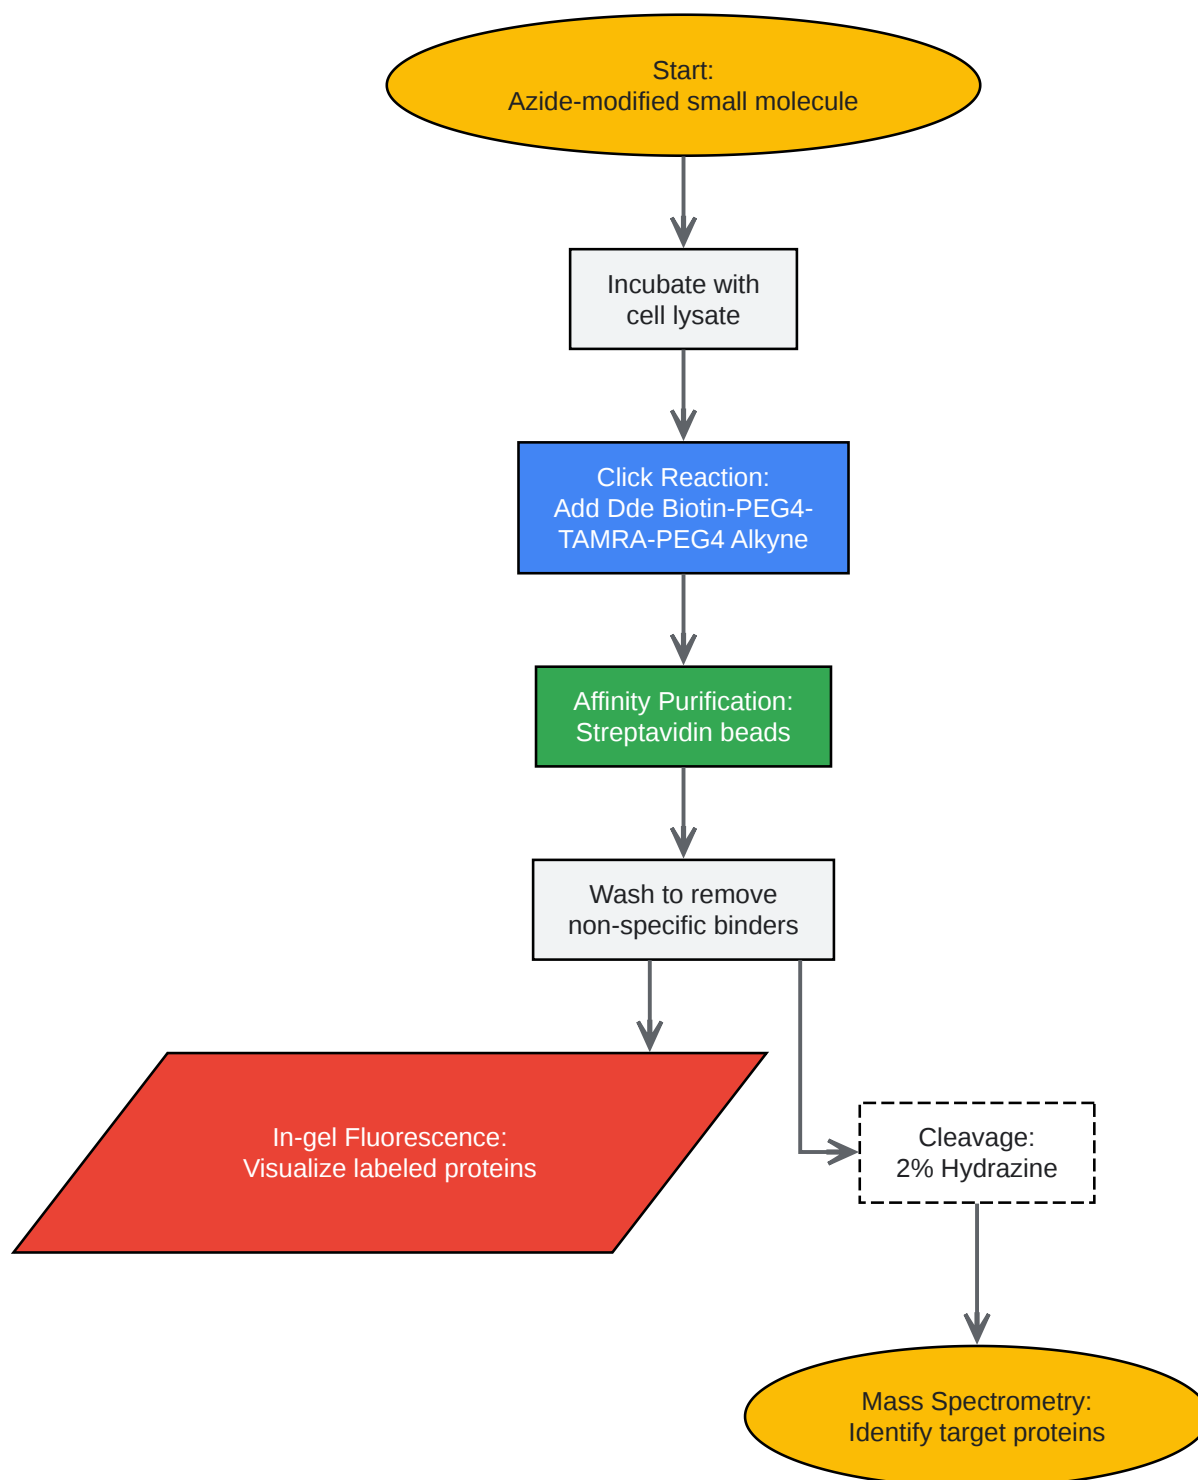 Start:
Azide-modified small molecule
Incubate with
cell lysate
Click Reaction:
Add Dde Biotin-PEG4-
TAMRA-PEG4 Alkyne
Affinity Purification:
Streptavidin beads
Wash to remove
non-specific binders
In-gel Fluorescence:
Visualize labeled proteins
Cleavage:
2% Hydrazine
Mass Spectrometry:
Identify target proteins